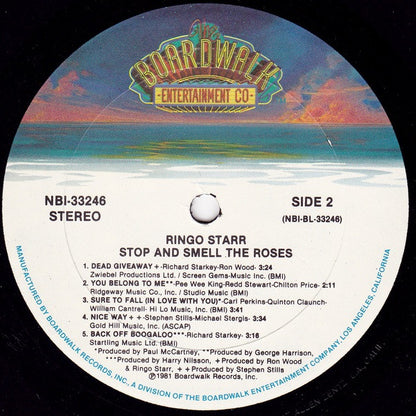 The
BOARDWALK
-ENTERTAINMENT CO-
NBI-33246
STEREO
SIDE 2
(NBI-BL-33246)
RINGO STARR
STOP AND SMELL THE ROSES
1. DEAD GIVEAWAY + -Richard Starkey-Ron Wood- 3:24
Zwiebel Productions Ltd. / Screen Gems-Music Inc. (BMI)
2. YOU BELONG TO ME**-Pee Wee King-Redd Stewart-Chilton Price- 2:11
Ridgeway Music Co., Inc. / Studio Music (BMI)
3. SURE TO FALL (IN LOVE WITH YOU)*-Carl Perkins-Quinton Claunch-
William Cantrell- Hi Lo Music, Inc. (BMI)- 3:41
4. NICE WAY + + -Stephen Stills-Michael Stergis- 3:34
Gold Hill Music Inc. (ASCAP)
5. BACK OFF BOOGALOO***-Richard Starkey- 3:16
Startling Music Ltd. (BMI)
*Produced by Paul McCartney, **Produced by George Harrison,
***Produced by Harry Nilsson, + Produced by Ron Wood
& Ringo Starr, + + Produced by Stephen Stills
Ⓟ1981 Boardwalk Records, Inc.
MANUFACTURED BY BOARDWALK RECORDS, INC., A DIVISION OF THE BOARDWALK ENTERTAINMENT COMPANY, LOS ANGELES, CALIFORNIA